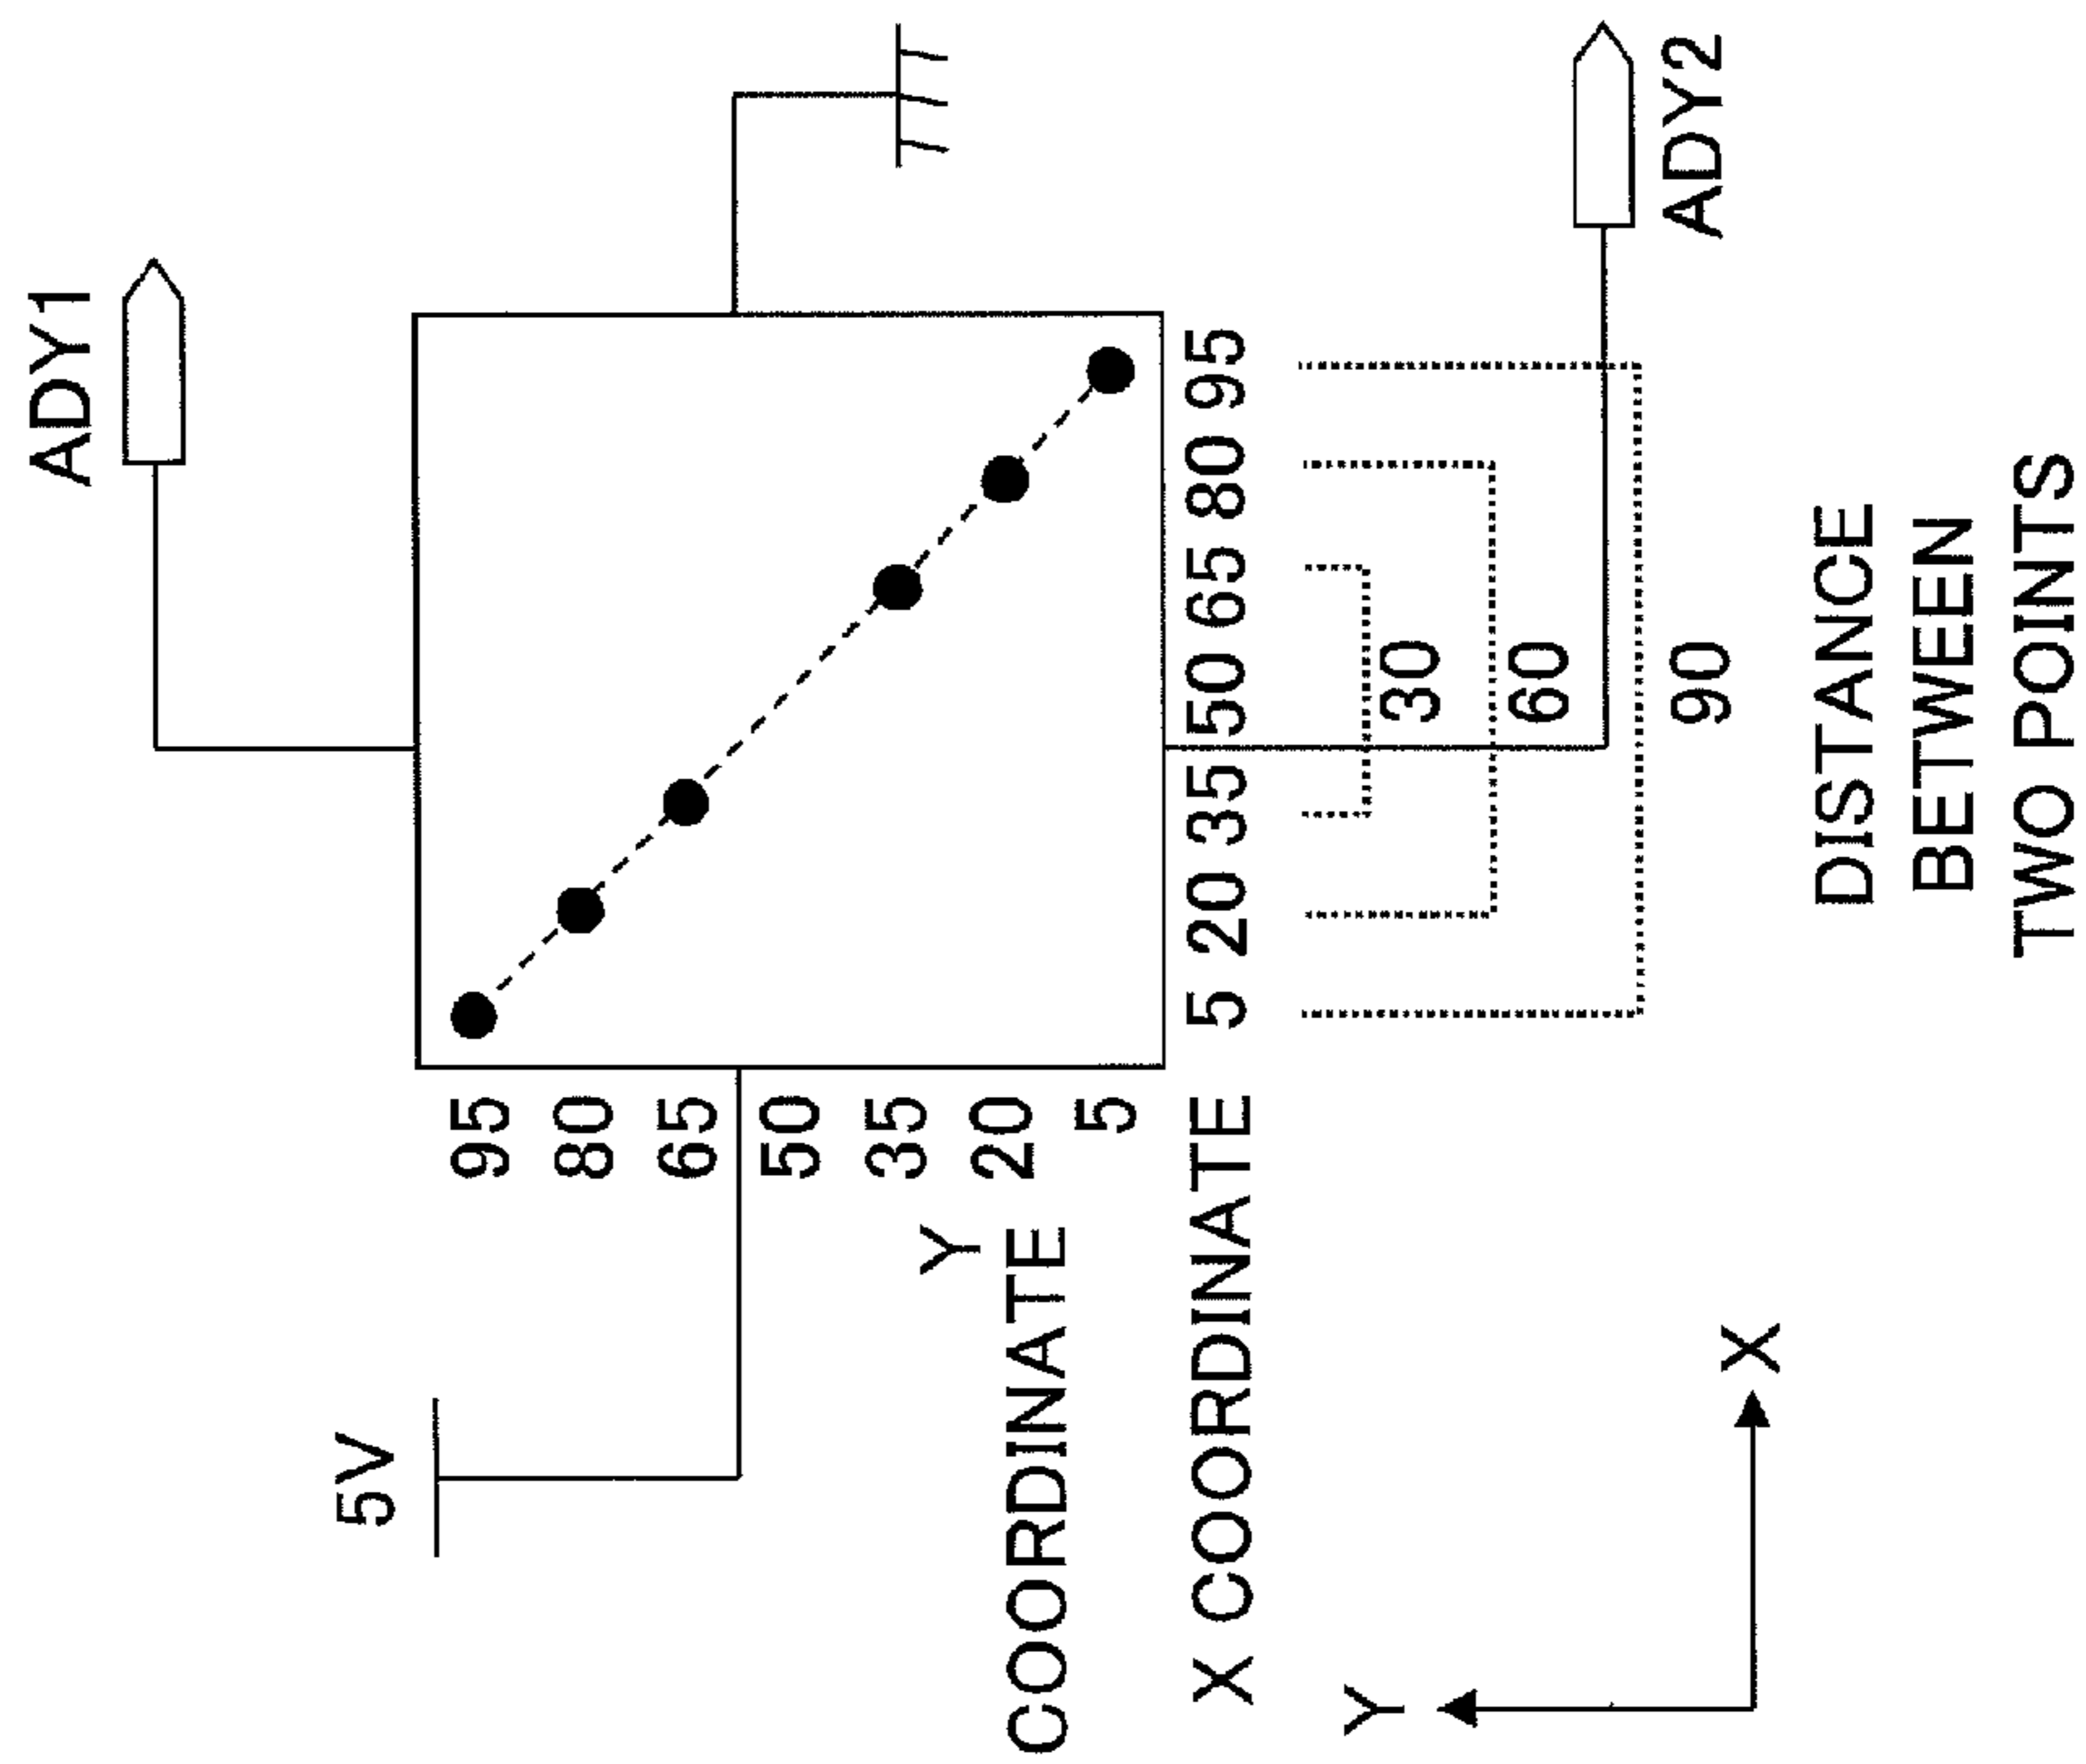 ADY1
5V
95
80
65
50
35
20
5
Y
COORDINATE
X COORDINATE 5 20 35 50 65 80 95
30
60
90
ADY2
Y
X
DISTANCE
BETWEEN
TWO POINTS